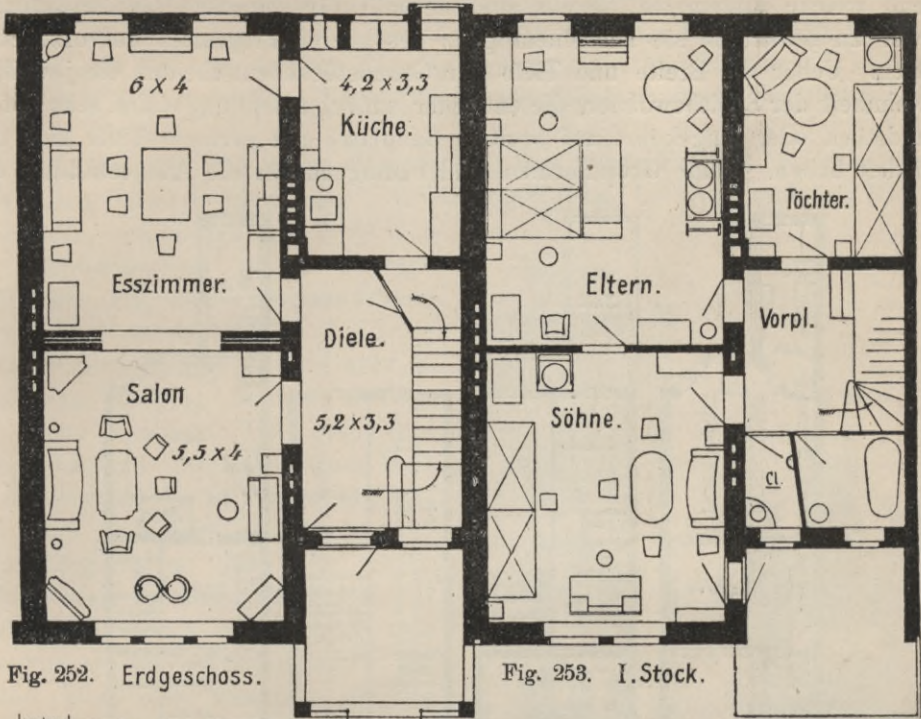 6 × 4
4,2 × 3,3
Küche.
Esszimmer.
Diele.
Salon
5,5 × 4
5,2 × 3,3
Töchter.
Eltern.
Vorpl.
Söhne.
Cl.
Fig. 252. Erdgeschoss.
Fig. 253. I. Stock.